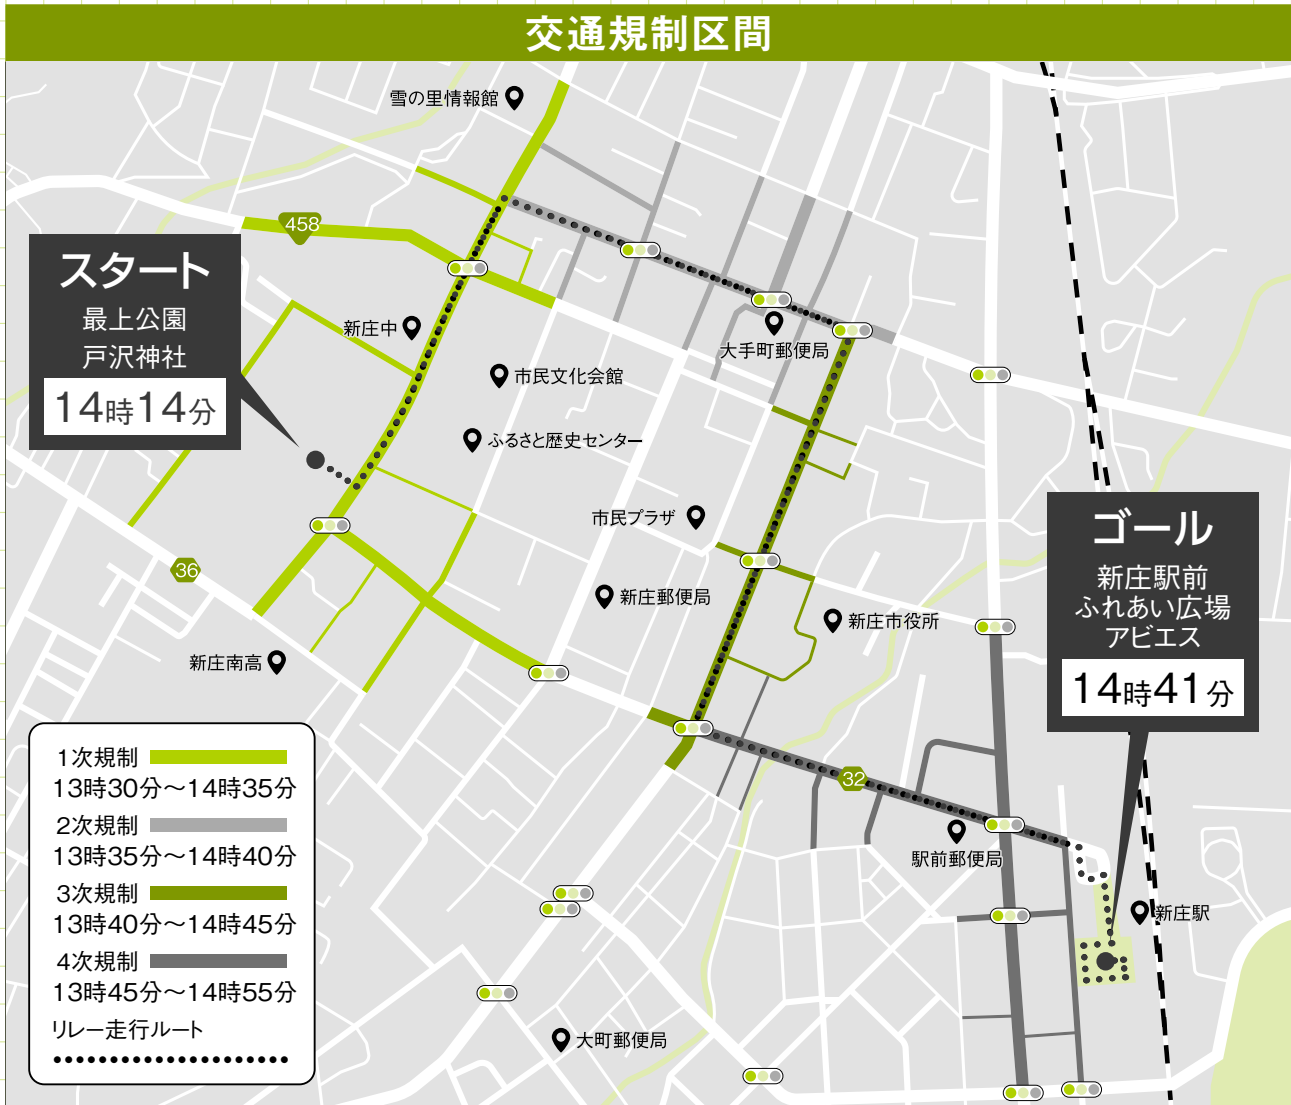 交通規制区間
雪の里情報館
458
スタート
最上公園
戸沢神社
14時14分
新庄中
大手町郵便局
市民文化会館
ふるさと歴史センター
市民プラザ
36
新庄郵便局
新庄市役所
新庄南高
ゴール
新庄駅前
ふれあい広場
アビエス
14時41分
32
駅前郵便局
新庄駅
大町郵便局
1次規制
13時30分～14時35分
2次規制
13時35分～14時40分
3次規制
13時40分～14時45分
4次規制
13時45分～14時55分
リレー走行ルート